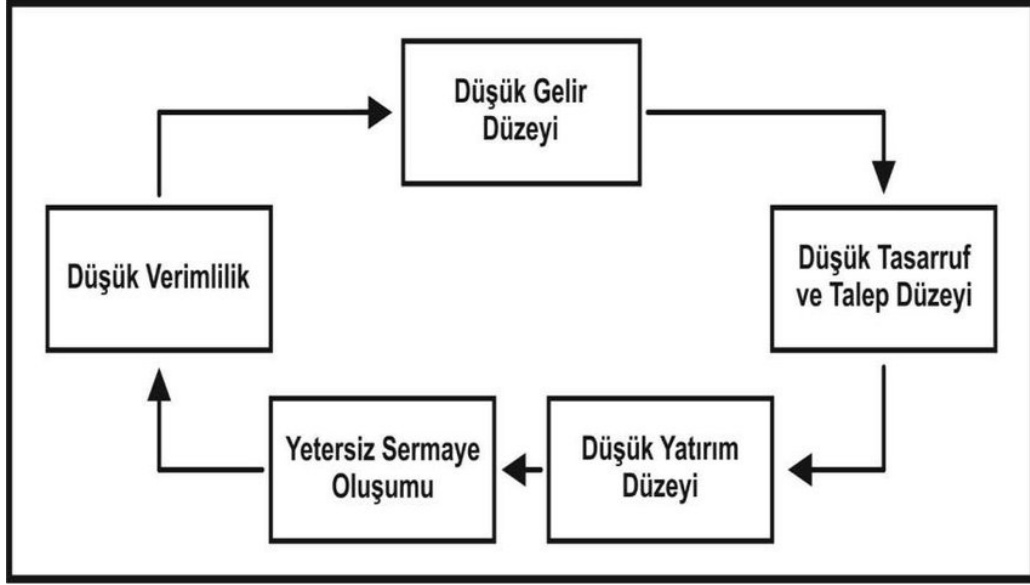 Düşük Gelir
Düzeyi
Düşük Tasarruf
ve Talep Düzeyi
Düşük Yatırım
Düzeyi
Yetersiz Sermaye
Oluşumu
Düşük Verimlilik